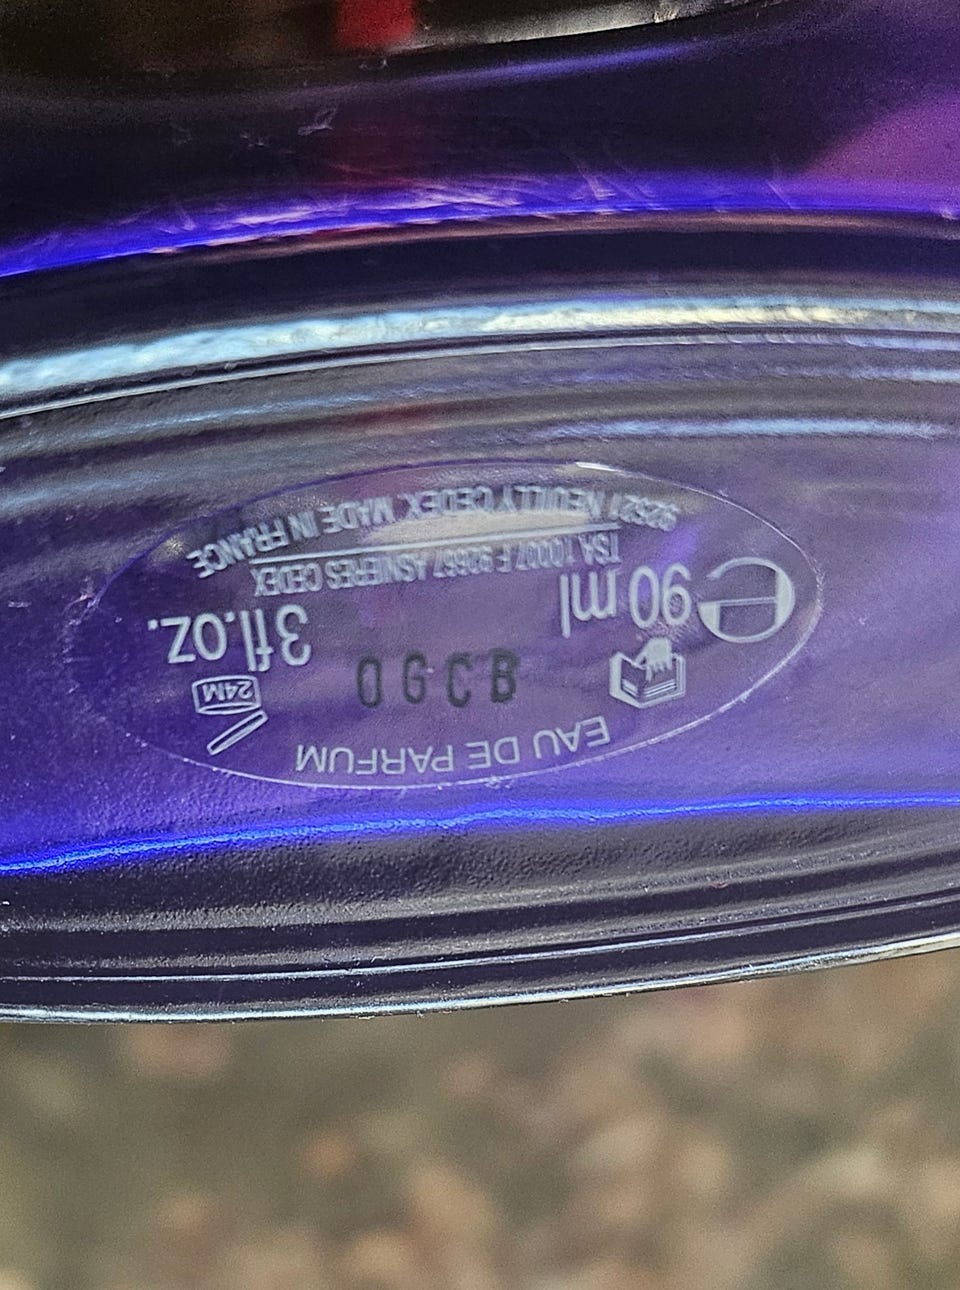 EAU DE PARFUM
24M
0GCB
℮ 90 ml 3fl.oz.
TSA 10007 F 92667 ASNIERES CEDEX
92521 NEUILLY CEDEX MADE IN FRANCE